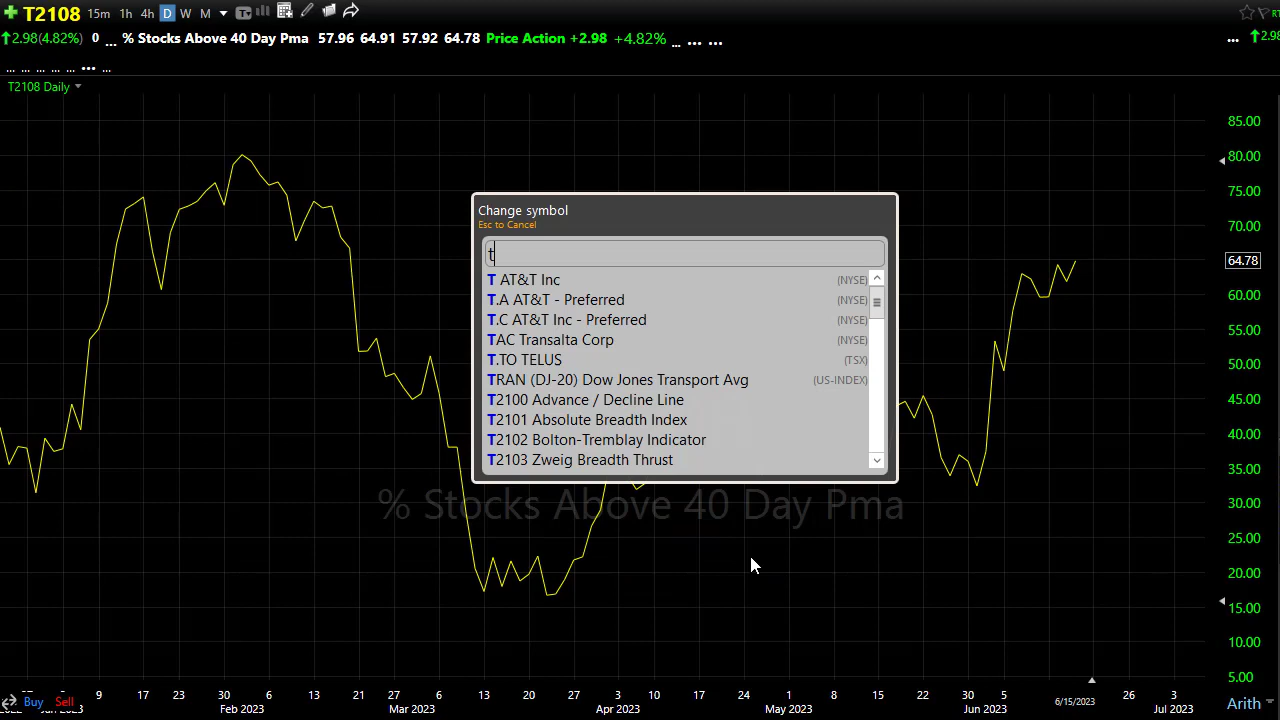 T2108 15m 1h 4h D W M T
2.98(4.82%) 0 ... % Stocks Above 40 Day Pma 57.96 64.91 57.92 64.78 Price Action +2.98 +4.82% ... ... ... ... 2.98
... ... ... ... ... ... ...
T2108 Daily
Change symbol
Esc to Cancel
t
T AT&T Inc (NYSE)
T.A AT&T - Preferred (NYSE)
T.C AT&T Inc - Preferred (NYSE)
TAC Transalta Corp (NYSE)
T.TO TELUS (TSX)
TRAN (DJ-20) Dow Jones Transport Avg (US-INDEX)
T2100 Advance / Decline Line
T2101 Absolute Breadth Index
T2102 Bolton-Tremblay Indicator
T2103 Zweig Breadth Thrust
% Stocks Above 40 Day Pma
85.00
80.00
75.00
70.00
64.78
60.00
55.00
50.00
45.00
40.00
35.00
30.00
25.00
20.00
15.00
10.00
5.00
9 17 23 30 6 13 21 27 6 13 20 27 3 10 17 24 1 8 15 22 30 5 6/15/2023 26 3
Buy Sell
Feb 2023 Mar 2023 Apr 2023 May 2023 Jun 2023 Jul 2023
Arith